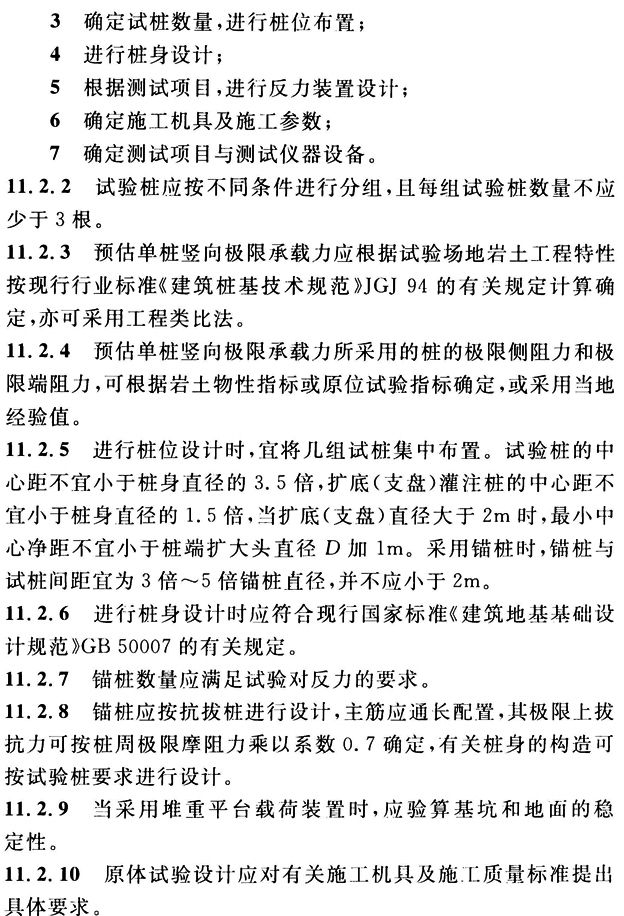 3 确定试桩数量,进行桩位布置;
4 进行桩身设计;
5 根据测试项目,进行反力装置设计;
6 确定施工机具及施工参数;
7 确定测试项目与测试仪器设备。
11.2.2 试验桩应按不同条件进行分组,且每组试验桩数量不应
少于3根。
11.2.3 预估单桩竖向极限承载力应根据试验场地岩土工程特性
按现行行业标准《建筑桩基技术规范》JGJ 94 的有关规定计算确
定,亦可采用工程类比法。
11.2.4 预估单桩竖向极限承载力所采用的桩的极限侧阻力和极
限端阻力,可根据岩土物性指标或原位试验指标确定,或采用当地
经验值。
11.2.5 进行桩位设计时,宜将几组试桩集中布置。试验桩的中
心距不宜小于桩身直径的 3.5 倍,扩底(支盘)灌注桩的中心距不
宜小于桩身直径的 1.5 倍,当扩底(支盘)直径大于 2m 时,最小中
心净距不宜小于桩端扩大头直径 D 加 1m。采用锚桩时,锚桩与
试桩间距宜为 3 倍～5 倍锚桩直径,并不应小于 2m。
11.2.6 进行桩身设计时应符合现行国家标准《建筑地基基础设
计规范》GB 50007 的有关规定。
11.2.7 锚桩数量应满足试验对反力的要求。
11.2.8 锚桩应按抗拔桩进行设计,主筋应通长配置,其极限上拔
抗力可按桩周极限摩阻力乘以系数 0.7 确定,有关桩身的构造可
按试验桩要求进行设计。
11.2.9 当采用堆重平台载荷装置时,应验算基坑和地面的稳
定性。
11.2.10 原体试验设计应对有关施工机具及施工质量标准提出
具体要求。